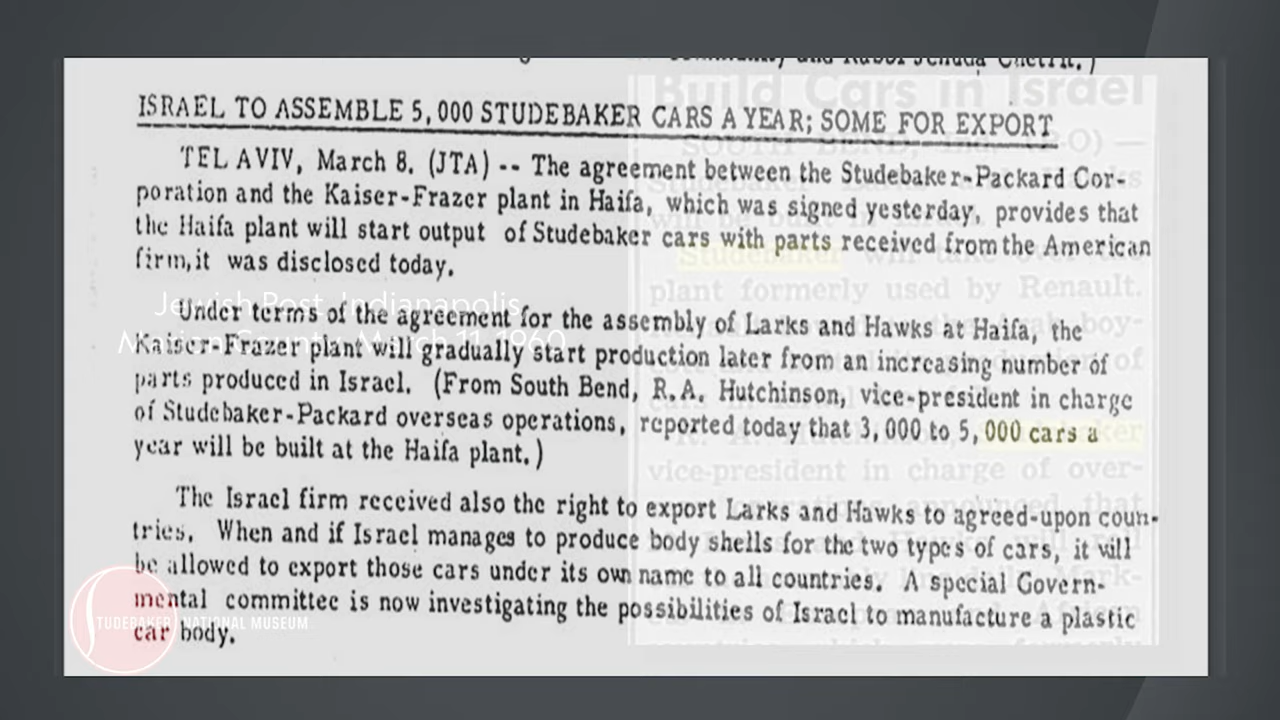 Build Cars in Israel
ISRAEL TO ASSEMBLE 5,000 STUDEBAKER CARS A YEAR; SOME FOR EXPORT
TEL AVIV, March 8. (JTA) -- The agreement between the Studebaker-Packard Cor-
poration and the Kaiser-Frazer plant in Haifa, which was signed yesterday, provides that
the Haifa plant will start output of Studebaker cars with parts received from the American
firm, it was disclosed today.
Under terms of the agreement for the assembly of Larks and Hawks at Haifa, the
Kaiser-Frazer plant will gradually start production later from an increasing number of
parts produced in Israel. (From South Bend, R.A. Hutchinson, vice-president in charge
of Studebaker-Packard overseas operations, reported today that 3,000 to 5,000 cars a
year will be built at the Haifa plant.)
The Israel firm received also the right to export Larks and Hawks to agreed-upon coun-
tries. When and if Israel manages to produce body shells for the two types of cars, it will
be allowed to export those cars under its own name to all countries. A special Govern-
mental committee is now investigating the possibilities of Israel to manufacture a plastic
car body.
Jewish Post, Indianapolis,
March 11, 1960
Studebaker will take over
plant formerly used by Renault.
vice-president in charge of over-
STUDEBAKER NATIONAL MUSEUM